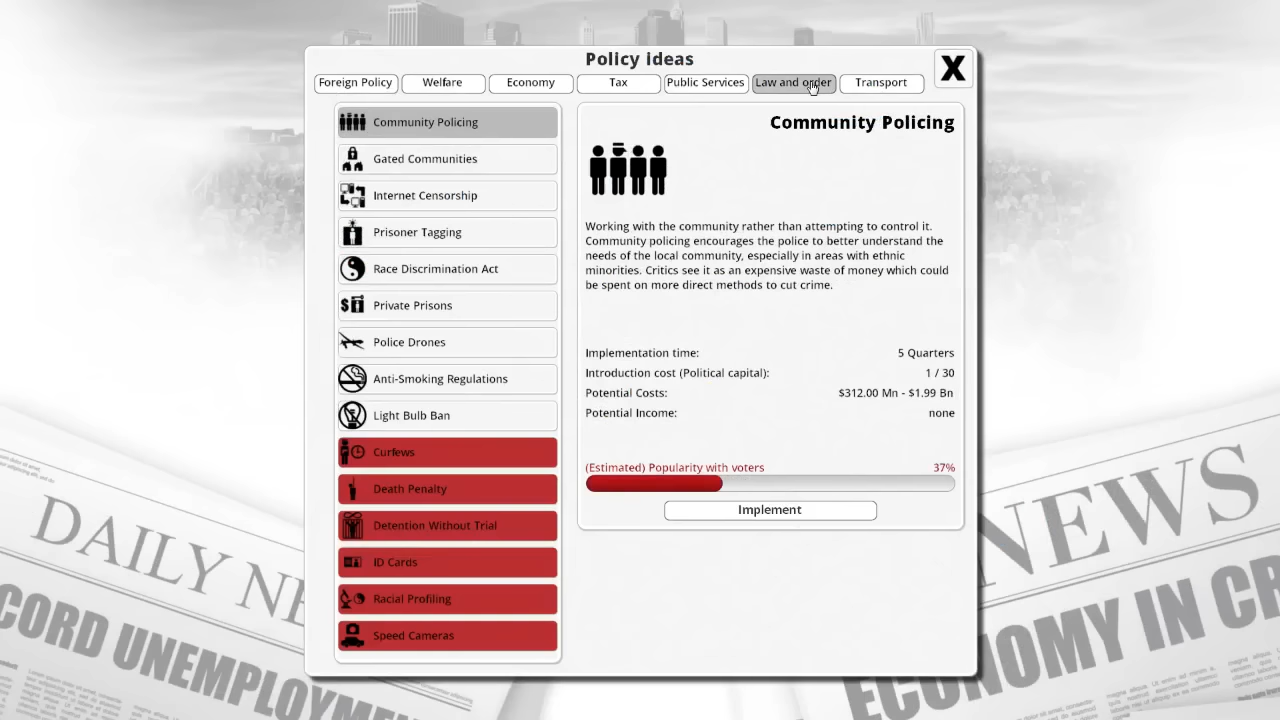 Policy ideas
Foreign Policy
Welfare
Economy
Tax
Public Services
Law and order
Transport
X
Community Policing
Gated Communities
Internet Censorship
Prisoner Tagging
Race Discrimination Act
Private Prisons
Police Drones
Anti-Smoking Regulations
Light Bulb Ban
Curfews
Death Penalty
Detention Without Trial
ID Cards
Racial Profiling
Speed Cameras
Community Policing
Working with the community rather than attempting to control it.
Community policing encourages the police to better understand the
needs of the local community, especially in areas with ethnic
minorities. Critics see it as an expensive waste of money which could
be spent on more direct methods to cut crime.
Implementation time: 5 Quarters
Introduction cost (Political capital): 1 / 30
Potential Costs: $312.00 Mn - $1.99 Bn
Potential Income: none
(Estimated) Popularity with voters 37%
Implement
DAILY NE
CORD UNEMPLOYM
NEWS
ECONOMY IN CR